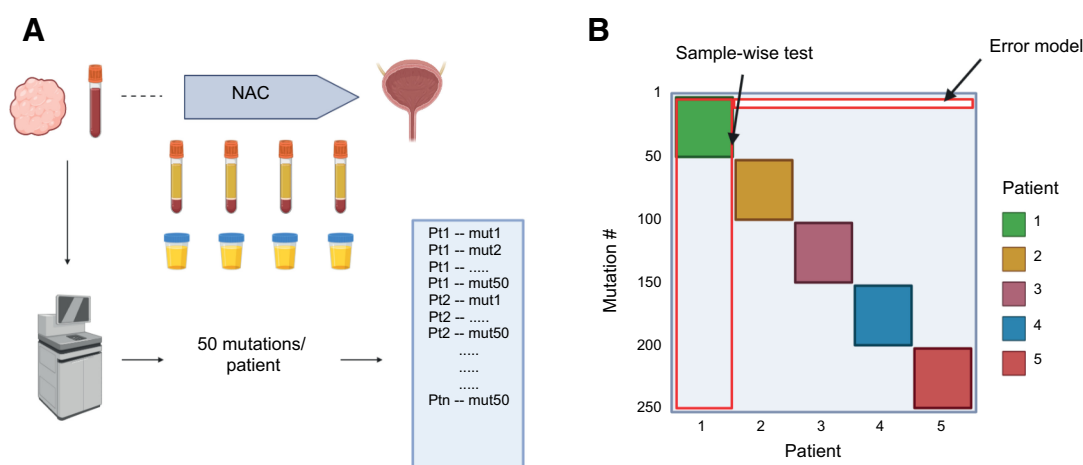 A
NAC
50 mutations/
patient
Pt1 -- mut1
Pt1 -- mut2
Pt1 -- .....
Pt1 -- mut50
Pt2 -- mut1
Pt2 -- .....
Pt2 -- mut50
.....
.....
.....
Ptn -- mut50
B
Sample-wise test
Error model
Mutation #
1
50
100
150
200
250
1 2 3 4 5
Patient
Patient
1
2
3
4
5